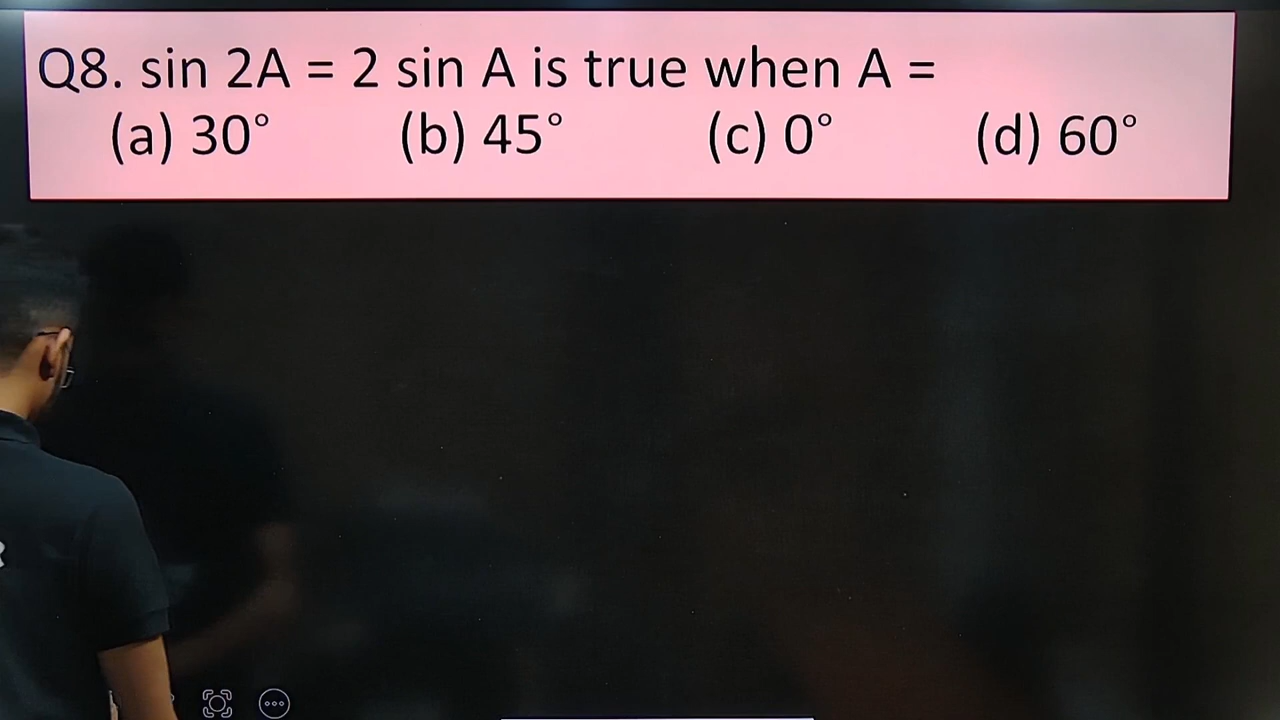 Q8. sin 2A = 2 sin A is true when A =
(a) 30° (b) 45° (c) 0° (d) 60°
R